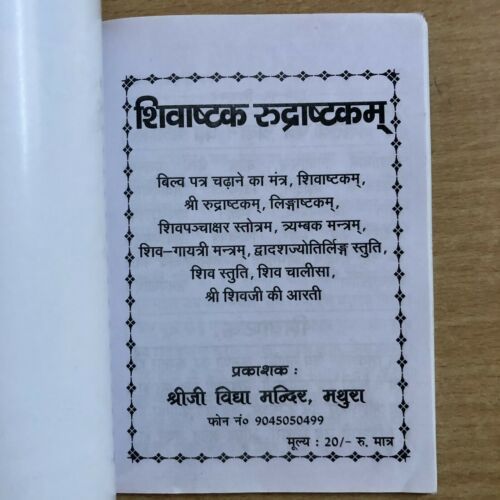 शिवाष्टक रुद्राष्टकम्
बिल्व पत्र चढ़ाने का मंत्र, शिवाष्टकम्,
श्री रुद्राष्टकम्, लिङ्गाष्टकम्,
शिवपञ्चाक्षर स्तोत्रम, त्र्यम्बक मन्त्रम्,
शिव-गायत्री मन्त्रम्, द्वादशज्योतिर्लिङ्ग स्तुति,
शिव स्तुति, शिव चालीसा,
श्री शिवजी की आरती
प्रकाशक :
श्रीजी विद्या मन्दिर, मथुरा
फोन नं० 9045050499
मूल्य : 20/- रु. मात्र